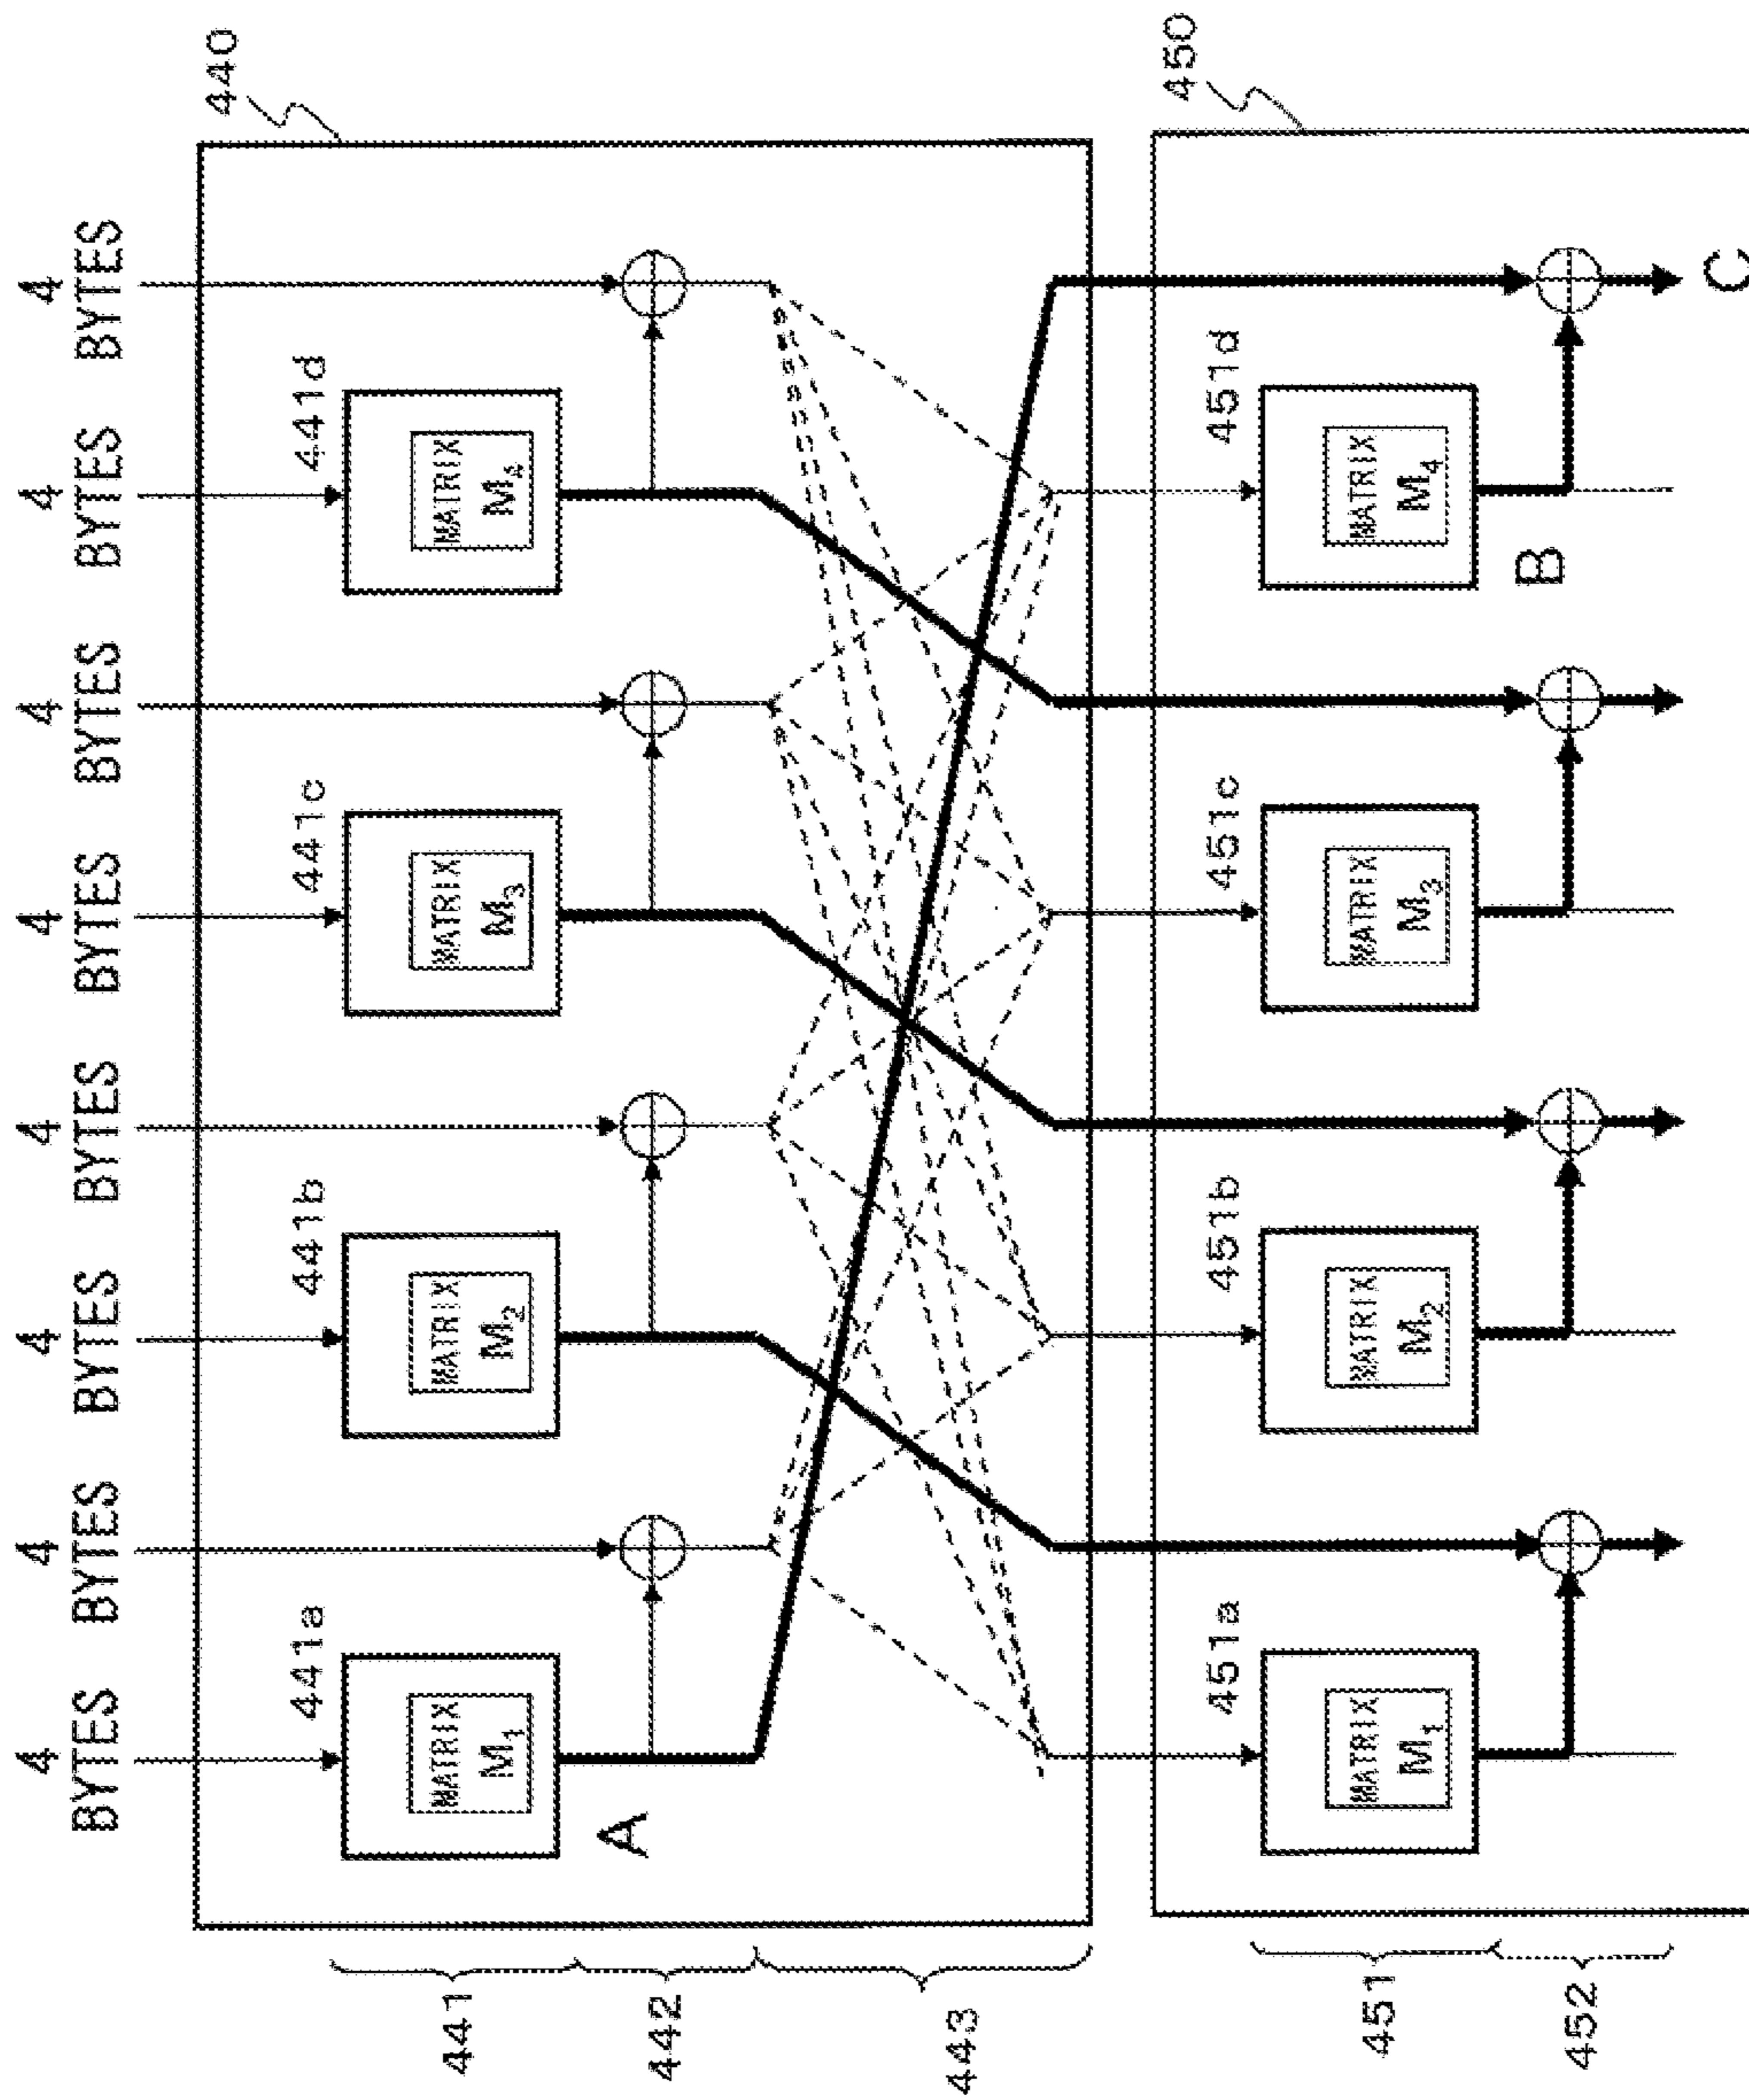 4 BYTES
4 BYTES
4 BYTES
4 BYTES
4 BYTES
4 BYTES
4 BYTES
4 BYTES
440
441a
441b
441c
441d
MATRIX M₁
MATRIX M₂
MATRIX M₃
MATRIX M₄
A
441
442
443
450
451a
451b
451c
451d
MATRIX M₁
MATRIX M₂
MATRIX M₃
MATRIX M₄
B
C
451
452